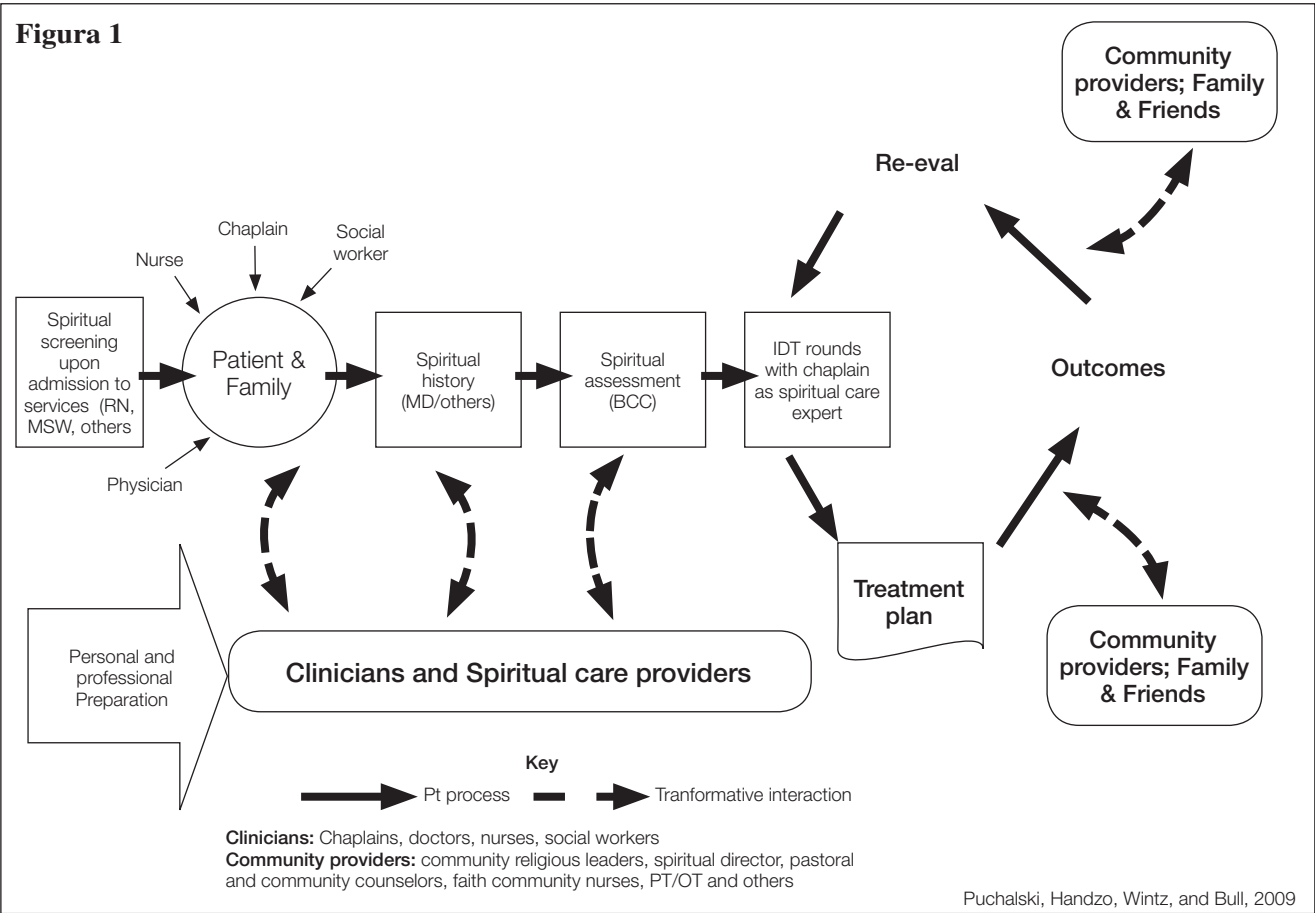 Figura 1
Community
providers; Family
& Friends
Re-eval
Chaplain
Social
worker
Nurse
Spiritual
screening
upon
admission to
services (RN,
MSW, others
Patient &
Family
Spiritual
history
(MD/others)
Spiritual
assessment
(BCC)
IDT rounds
with chaplain
as spiritual care
expert
Outcomes
Physician
Treatment
plan
Personal and
professional
Preparation
Clinicians and Spiritual care providers
Community
providers; Family
& Friends
Key
Pt process
Tranformative interaction
Clinicians: Chaplains, doctors, nurses, social workers
Community providers: community religious leaders, spiritual director, pastoral
and community counselors, faith community nurses, PT/OT and others
Puchalski, Handzo, Wintz, and Bull, 2009